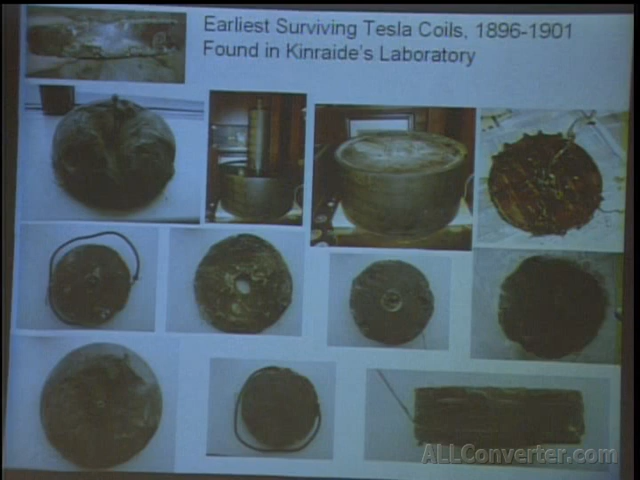 Earliest Surviving Tesla Coils, 1896-1901
Found in Kinraide's Laboratory
ALLConverter.com